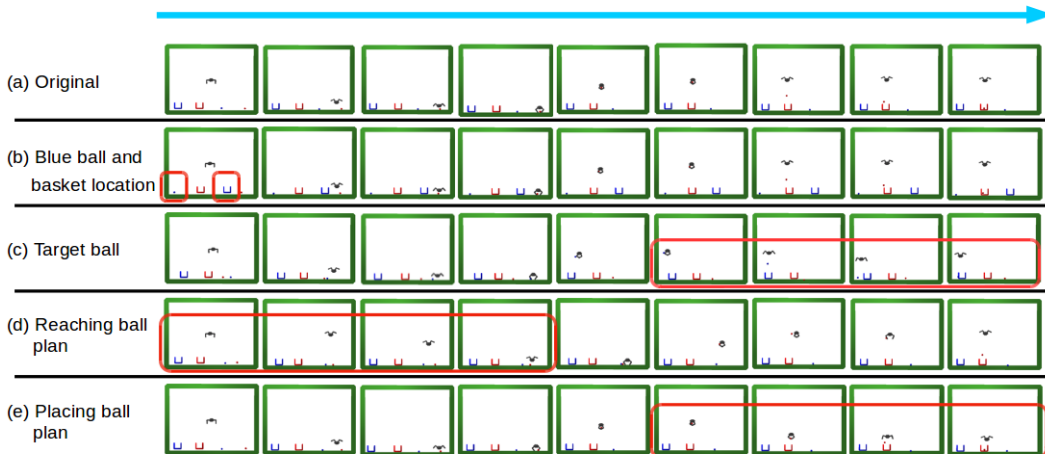 (a) Original
(b) Blue ball and
basket location
(c) Target ball
(d) Reaching ball
plan
(e) Placing ball
plan